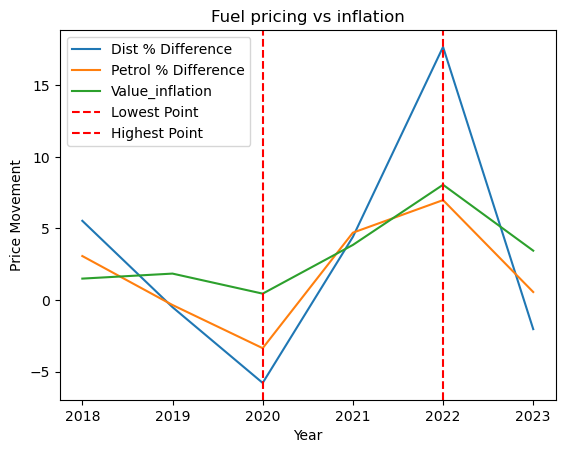 Fuel pricing vs inflation
Dist % Difference
Petrol % Difference
Value_inflation
Lowest Point
Highest Point
Price Movement
15
10
5
0
−5
2018 2019 2020 2021 2022 2023
Year